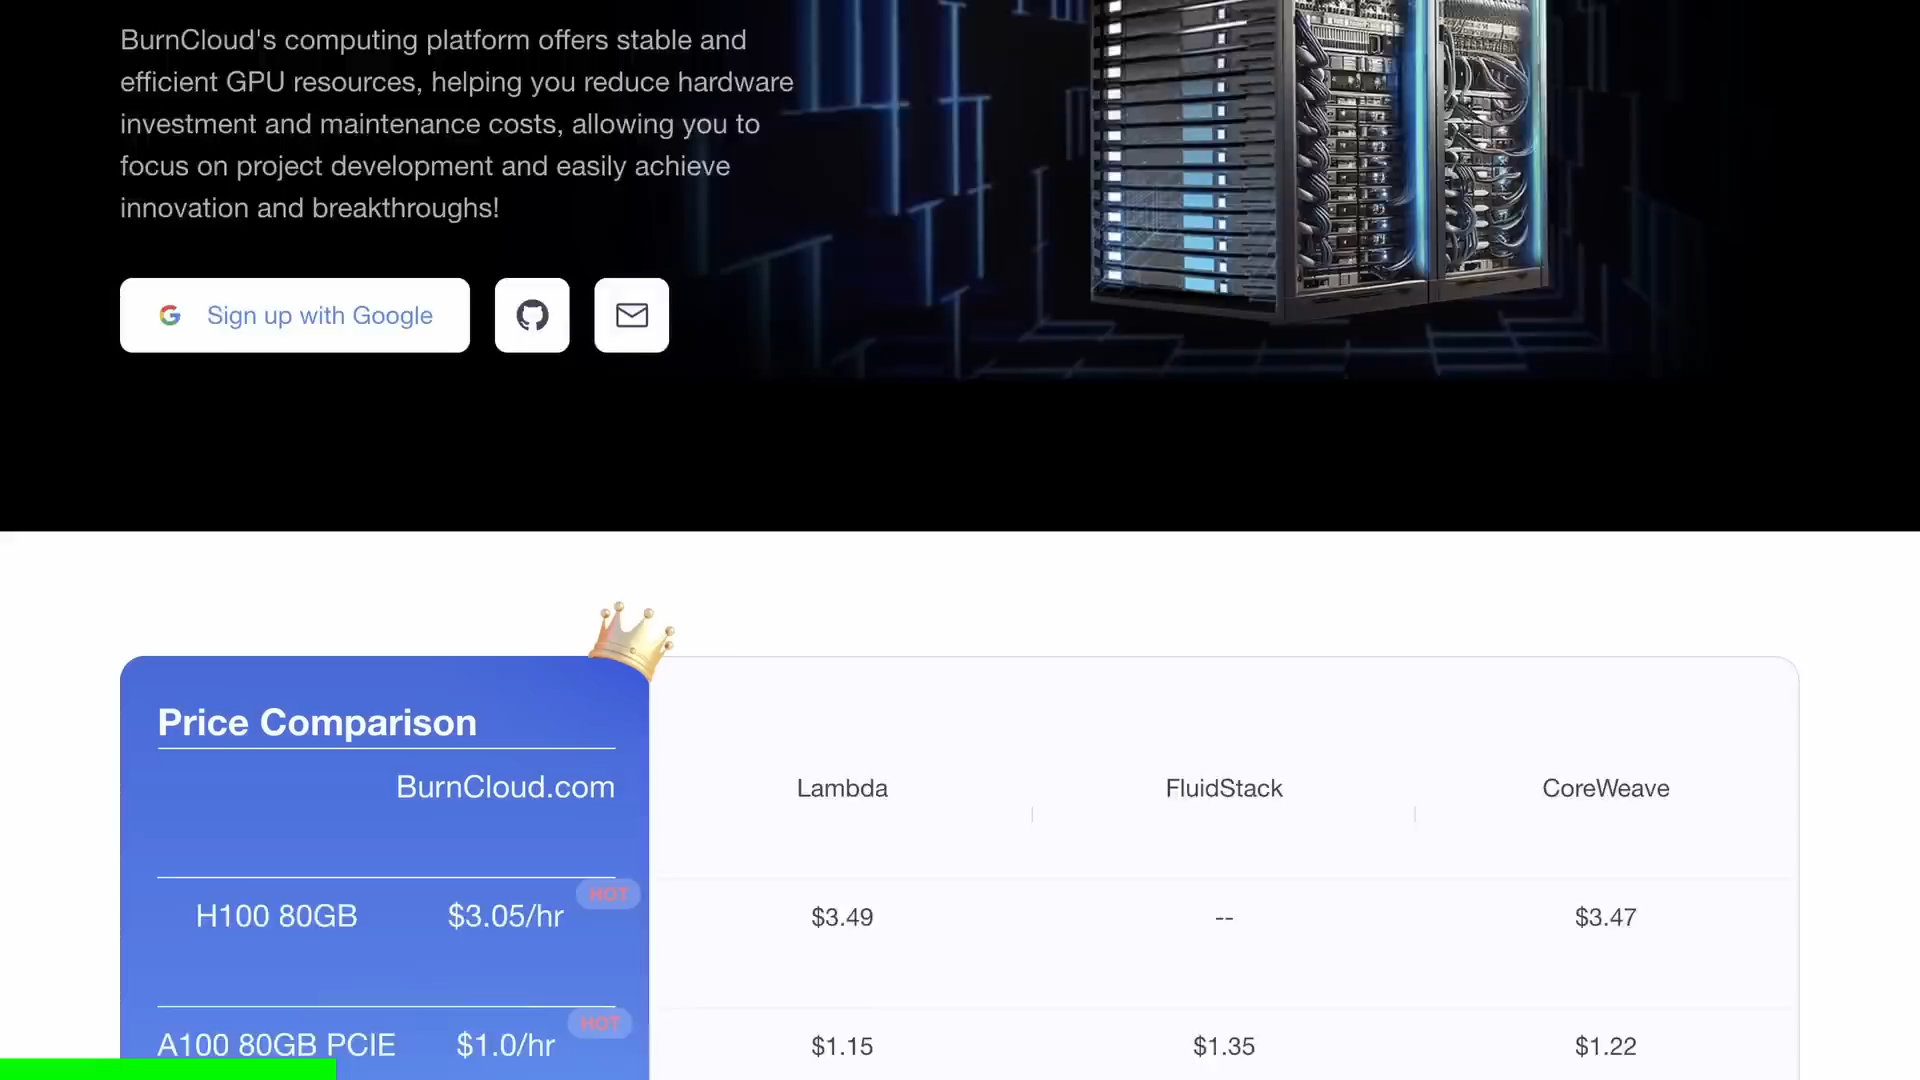 BurnCloud's computing platform offers stable and
efficient GPU resources, helping you reduce hardware
investment and maintenance costs, allowing you to
focus on project development and easily achieve
innovation and breakthroughs!
Sign up with Google
Price Comparison
BurnCloud.com Lambda FluidStack CoreWeave
HOT
H100 80GB $3.05/hr $3.49 -- $3.47
HOT
A100 80GB PCIE $1.0/hr $1.15 $1.35 $1.22